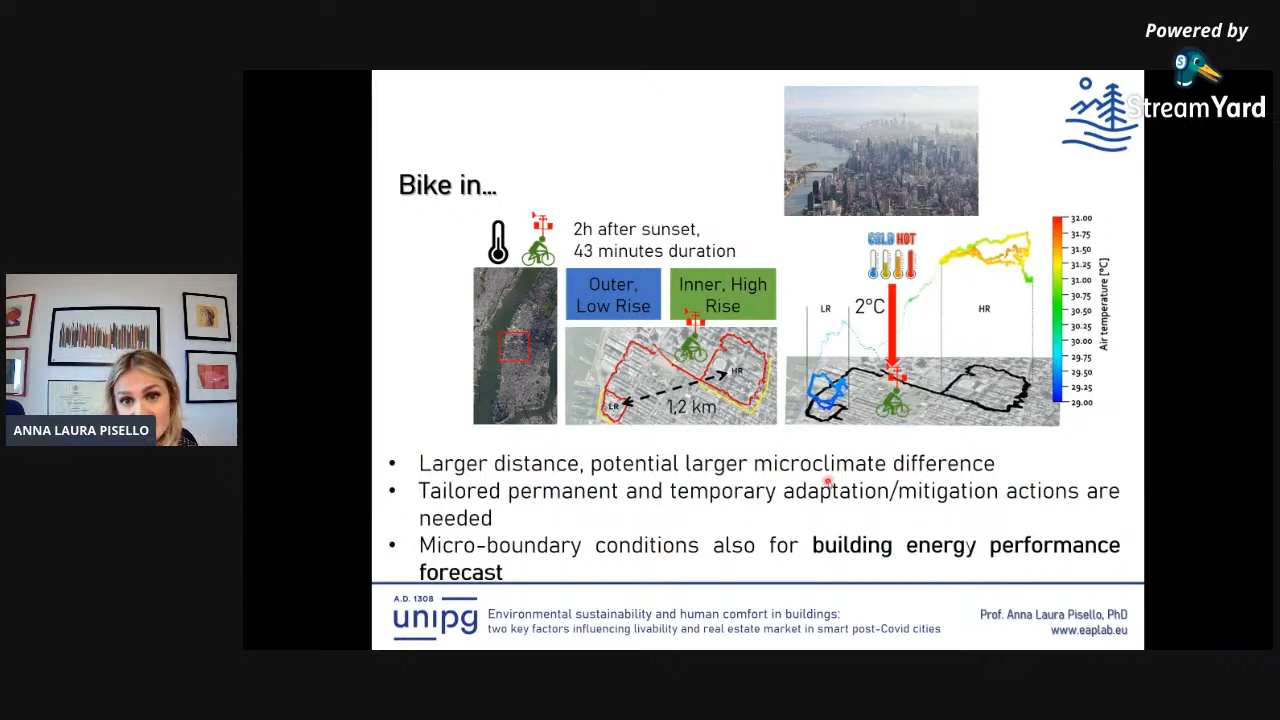 Powered by
StreamYard
Bike in...
2h after sunset,
43 minutes duration
Outer,
Low Rise
Inner, High
Rise
LR
HR
1,2 km
COLD HOT
2°C
LR
HR
32.00
31.75
31.50
31.25
31.00
30.75
30.50
30.25
30.00
29.75
29.50
29.25
29.00
Air temperature [°C]
ANNA LAURA PISELLO
• Larger distance, potential larger microclimate difference
• Tailored permanent and temporary adaptation/mitigation actions are
needed
• Micro-boundary conditions also for building energy performance
forecast
A.D. 1308
unipg
Environmental sustainability and human comfort in buildings:
two key factors influencing livability and real estate market in smart post-Covid cities
Prof. Anna Laura Pisello, PhD
www.eaplab.eu